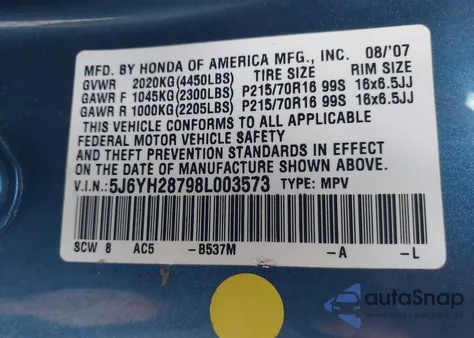 MFD. BY HONDA OF AMERICA MFG., INC. 08/'07
GVWR 2020KG(4450LBS) TIRE SIZE RIM SIZE
GAWR F 1045KG(2300LBS) P215/70R16 99S 16x6.5JJ
GAWR R 1000KG(2205LBS) P215/70R16 99S 16x6.5JJ
THIS VEHICLE CONFORMS TO ALL APPLICABLE
FEDERAL MOTOR VEHICLE SAFETY
AND THEFT PREVENTION STANDARDS IN EFFECT
ON THE DATE OF MANUFACTURE SHOWN ABOVE.
V.I.N.: 5J6YH28798L003573 TYPE: MPV
SCW 8 AC5 -B537M -A -L
autoSnap